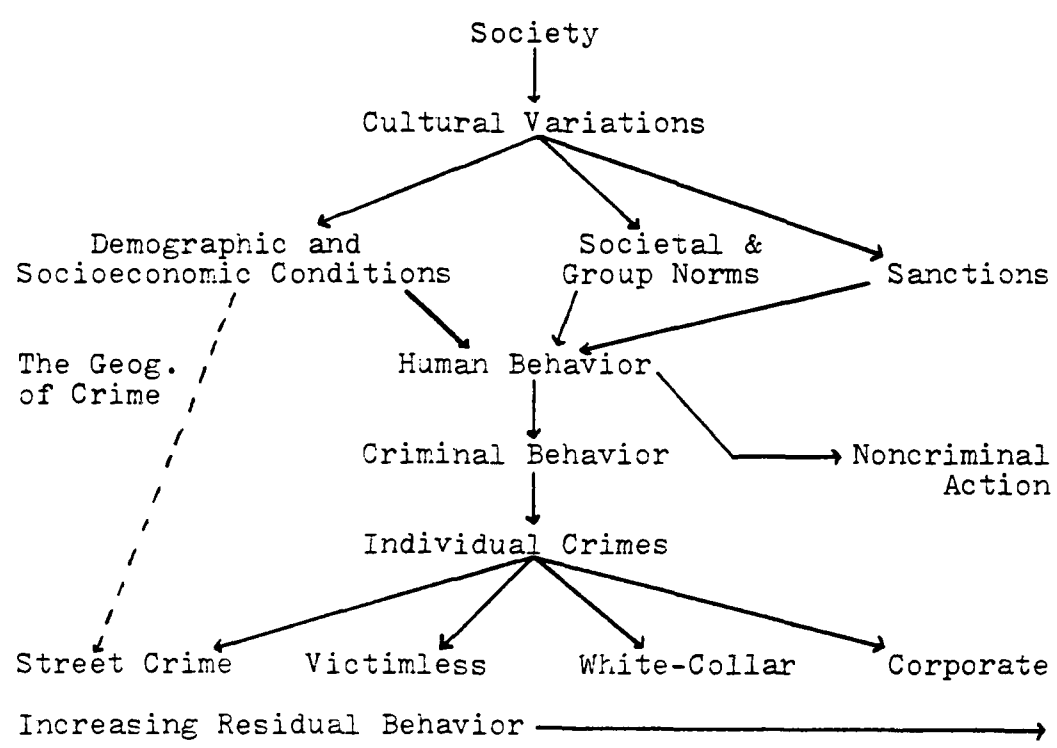 Society
Cultural Variations
Demographic and
Socioeconomic Conditions
Societal &
Group Norms
Sanctions
The Geog.
of Crime
Human Behavior
Criminal Behavior
Noncriminal
Action
Individual Crimes
Street Crime
Victimless
White-Collar
Corporate
Increasing Residual Behavior